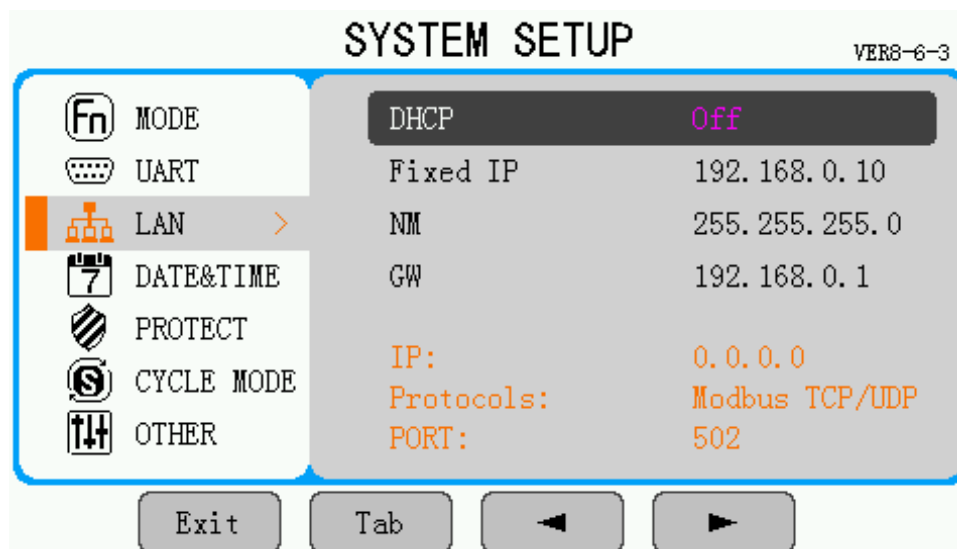 SYSTEM SETUP
VER8-6-3
MODE
UART
LAN >
DATE&TIME
7
PROTECT
CYCLE MODE
OTHER
Fn
S
DHCP Off
Fixed IP 192.168.0.10
NM 255.255.255.0
GW 192.168.0.1
IP: 0.0.0.0
Protocols: Modbus TCP/UDP
PORT: 502
Exit Tab ◄ ►